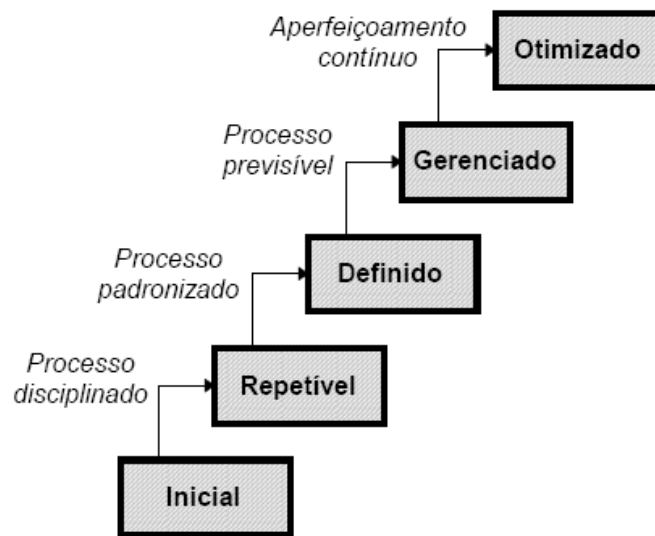 Aperfeiçoamento
contínuo
Otimizado
Processo
previsível
Gerenciado
Processo
padronizado
Definido
Processo
disciplinado
Repetível
Inicial